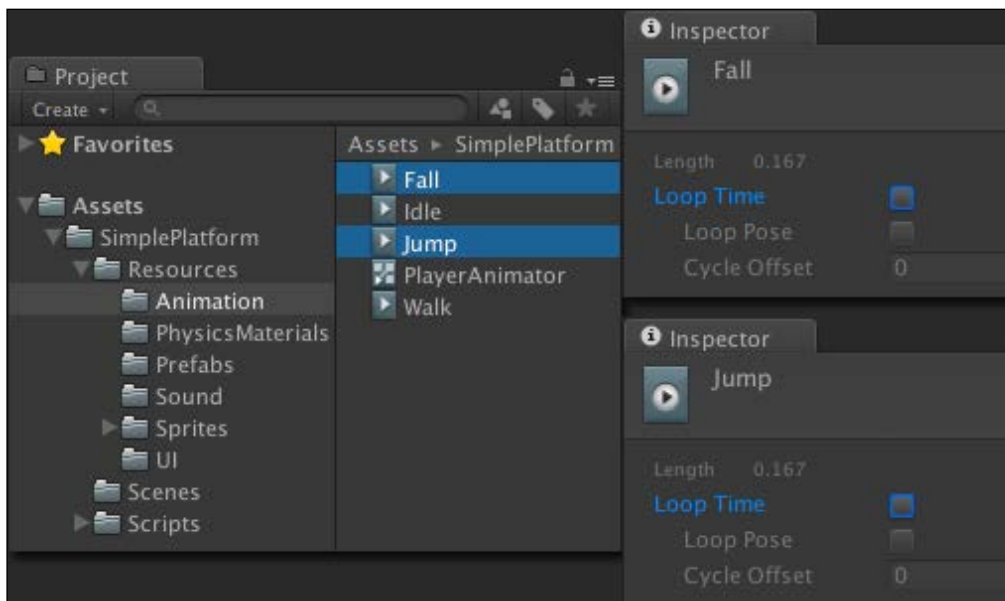 Project
Create
Favorites
Assets
SimplePlatform
Resources
Animation
PhysicsMaterials
Prefabs
Sound
Sprites
UI
Scenes
Scripts
Assets SimplePlatform
Fall
Idle
Jump
PlayerAnimator
Walk
Inspector
Fall
Length 0.167
Loop Time
Loop Pose
Cycle Offset 0
Inspector
Jump
Length 0.167
Loop Time
Loop Pose
Cycle Offset 0